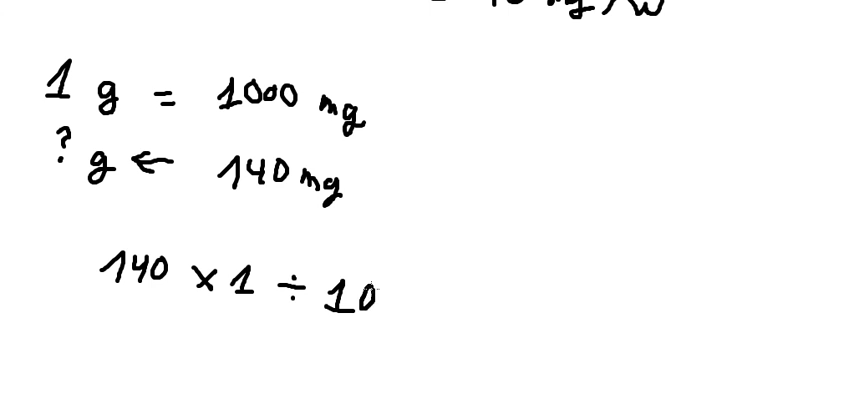 1 g = 1000 mg
? g ← 140 mg
140 × 1 ÷ 10